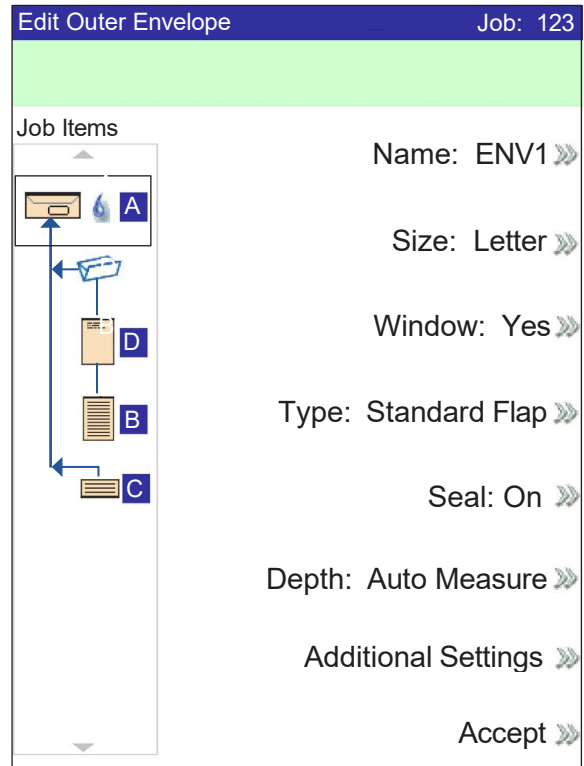 Edit Outer Envelope Job: 123
Job Items
Name: ENV1
A
Size: Letter
Window: Yes
B
D
Type: Standard Flap
B
Seal: On
C
Depth: Auto Measure
Additional Settings
Accept